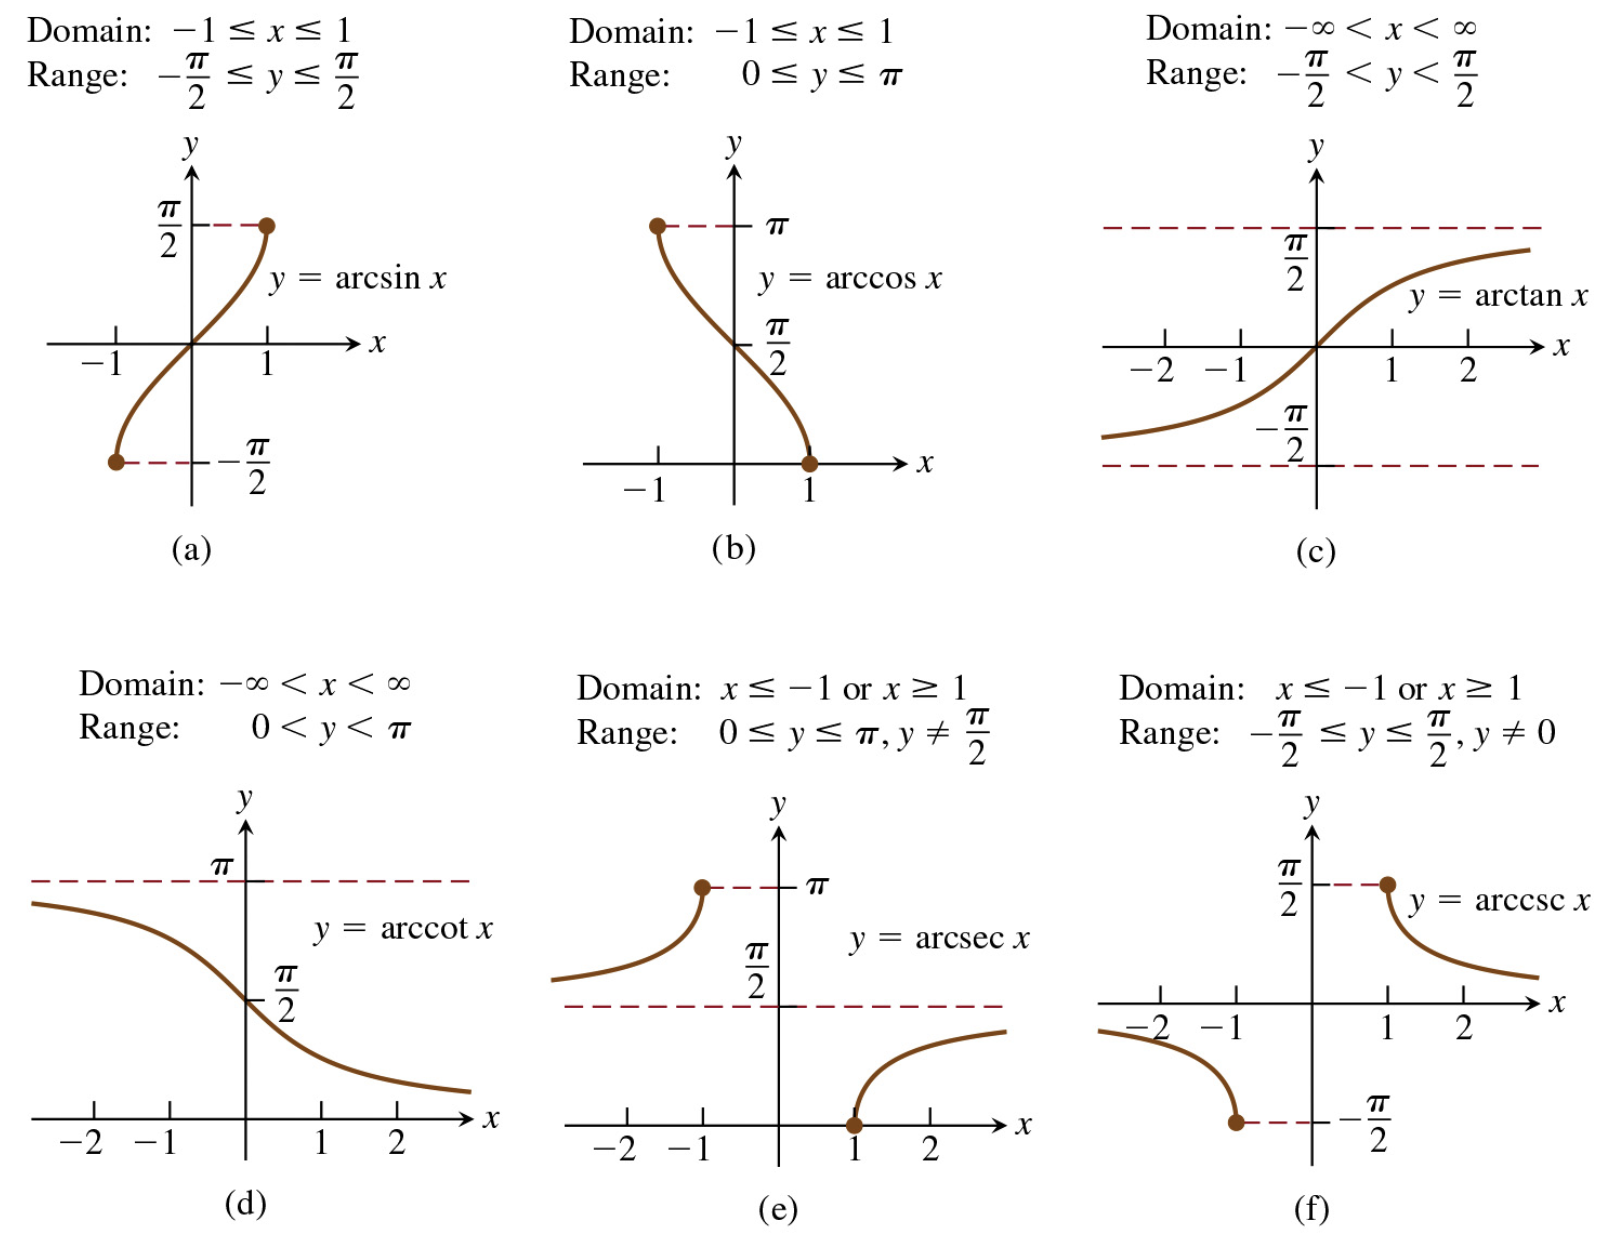 Domain: −1 ≤ x ≤ 1
Range: −π/2 ≤ y ≤ π/2
y
π/2
y = arcsin x
x
−1
1
−π/2
(a)
Domain: −1 ≤ x ≤ 1
Range: 0 ≤ y ≤ π
y
π
y = arccos x
π/2
x
−1
1
(b)
Domain: −∞ < x < ∞
Range: −π/2 < y < π/2
y
π/2
y = arctan x
x
−2 −1 1 2
−π/2
(c)
Domain: −∞ < x < ∞
Range: 0 < y < π
y
π
y = arccot x
π/2
x
−2 −1 1 2
(d)
Domain: x ≤ −1 or x ≥ 1
Range: 0 ≤ y ≤ π, y ≠ π/2
y
π
y = arcsec x
π/2
x
−2 −1 1 2
(e)
Domain: x ≤ −1 or x ≥ 1
Range: −π/2 ≤ y ≤ π/2, y ≠ 0
y
π/2
y = arccsc x
x
−2 −1 1 2
−π/2
(f)